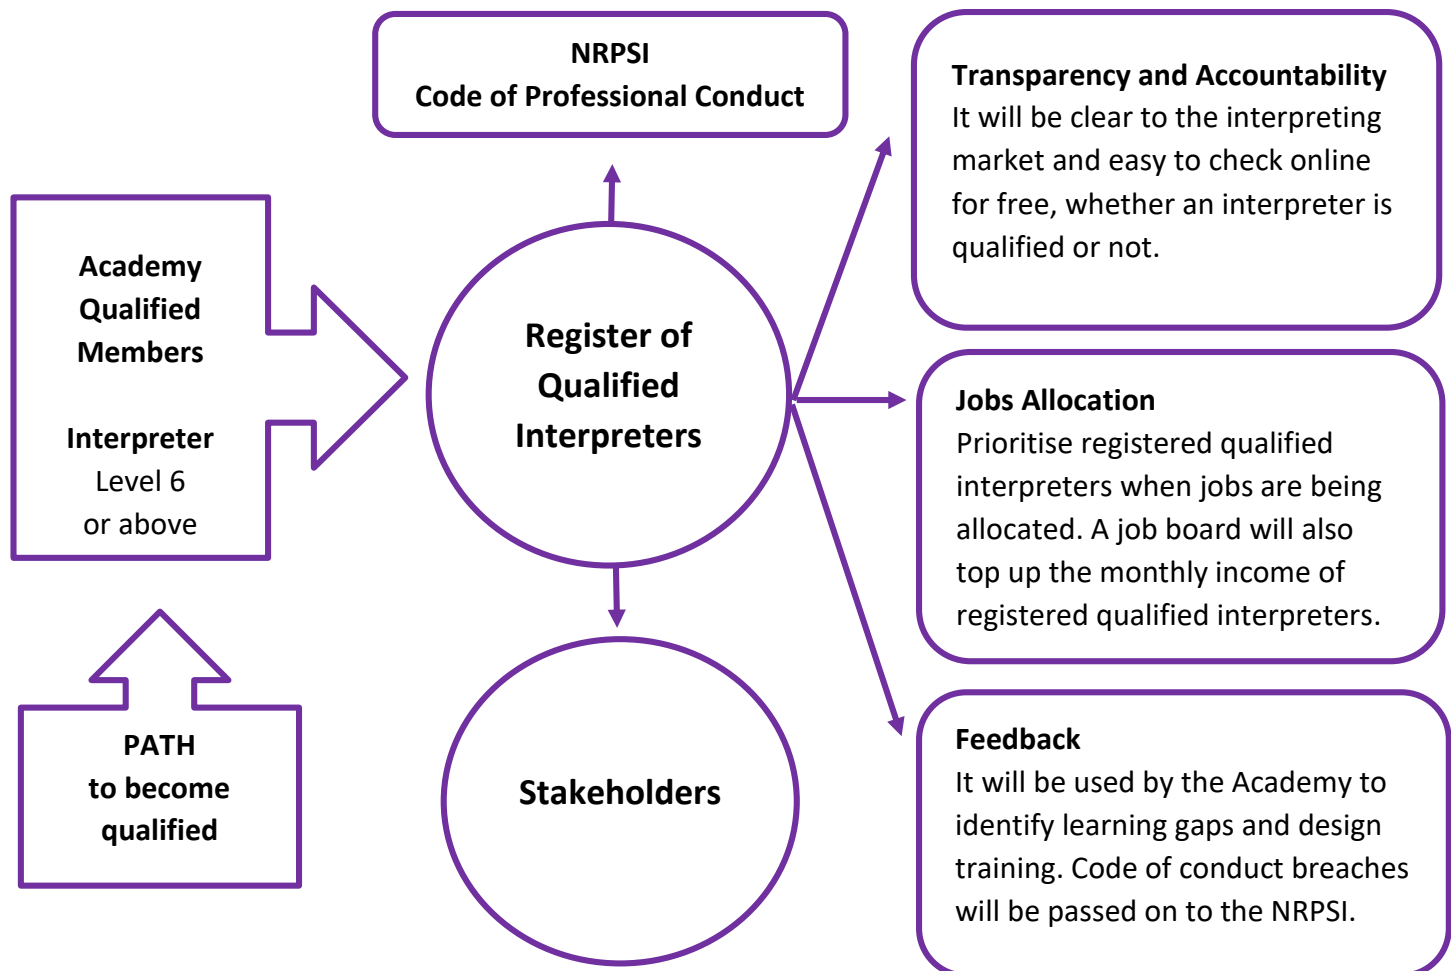 NRPSI
Code of Professional Conduct
Transparency and Accountability
It will be clear to the interpreting
market and easy to check online
for free, whether an interpreter is
qualified or not.
Academy
Qualified
Members
Interpreter
Level 6
or above
Register of
Qualified
Interpreters
Jobs Allocation
Prioritise registered qualified
interpreters when jobs are being
allocated. A job board will also
top up the monthly income of
registered qualified interpreters.
PATH
to become
qualified
Stakeholders
Feedback
It will be used by the Academy to
identify learning gaps and design
training. Code of conduct breaches
will be passed on to the NRPSI.